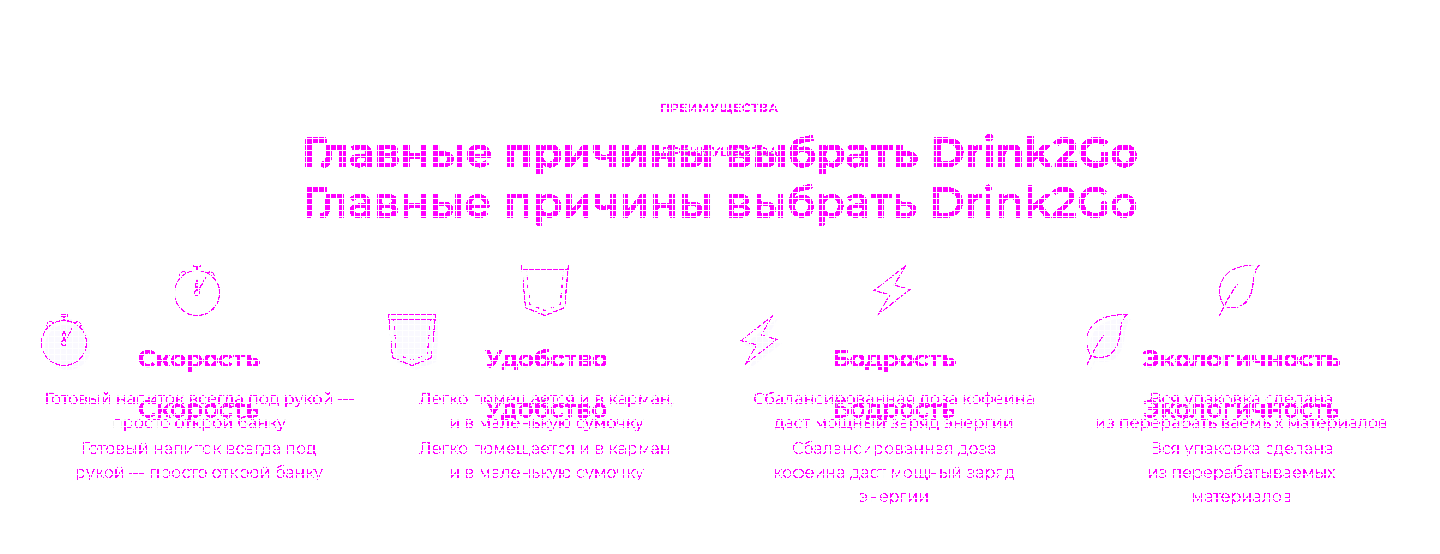 ПРЕИМУЩЕСТВА
Главные причины выбрать Drink2Go
ПРЕИМУЩЕСТВА
Главные причины выбрать Drink2Go
Скорость Удобство Бодрость Экологичность
Готовый напиток всегда под рукой — Легко помещается и в карман Сбалансированная доза кофеина Вся упаковка сделана
Скорость Удобство Бодрость Экологичность
просто открой банку и в маленькую сумочку даст мощный заряд энергии из перерабатываемых материалов
Готовый напиток всегда под Легко помещается и в карман Сбалансированная доза Вся упаковка сделана
рукой — просто открой банку и в маленькую сумочку кофеина даст мощный заряд из перерабатываемых
энергии материалов